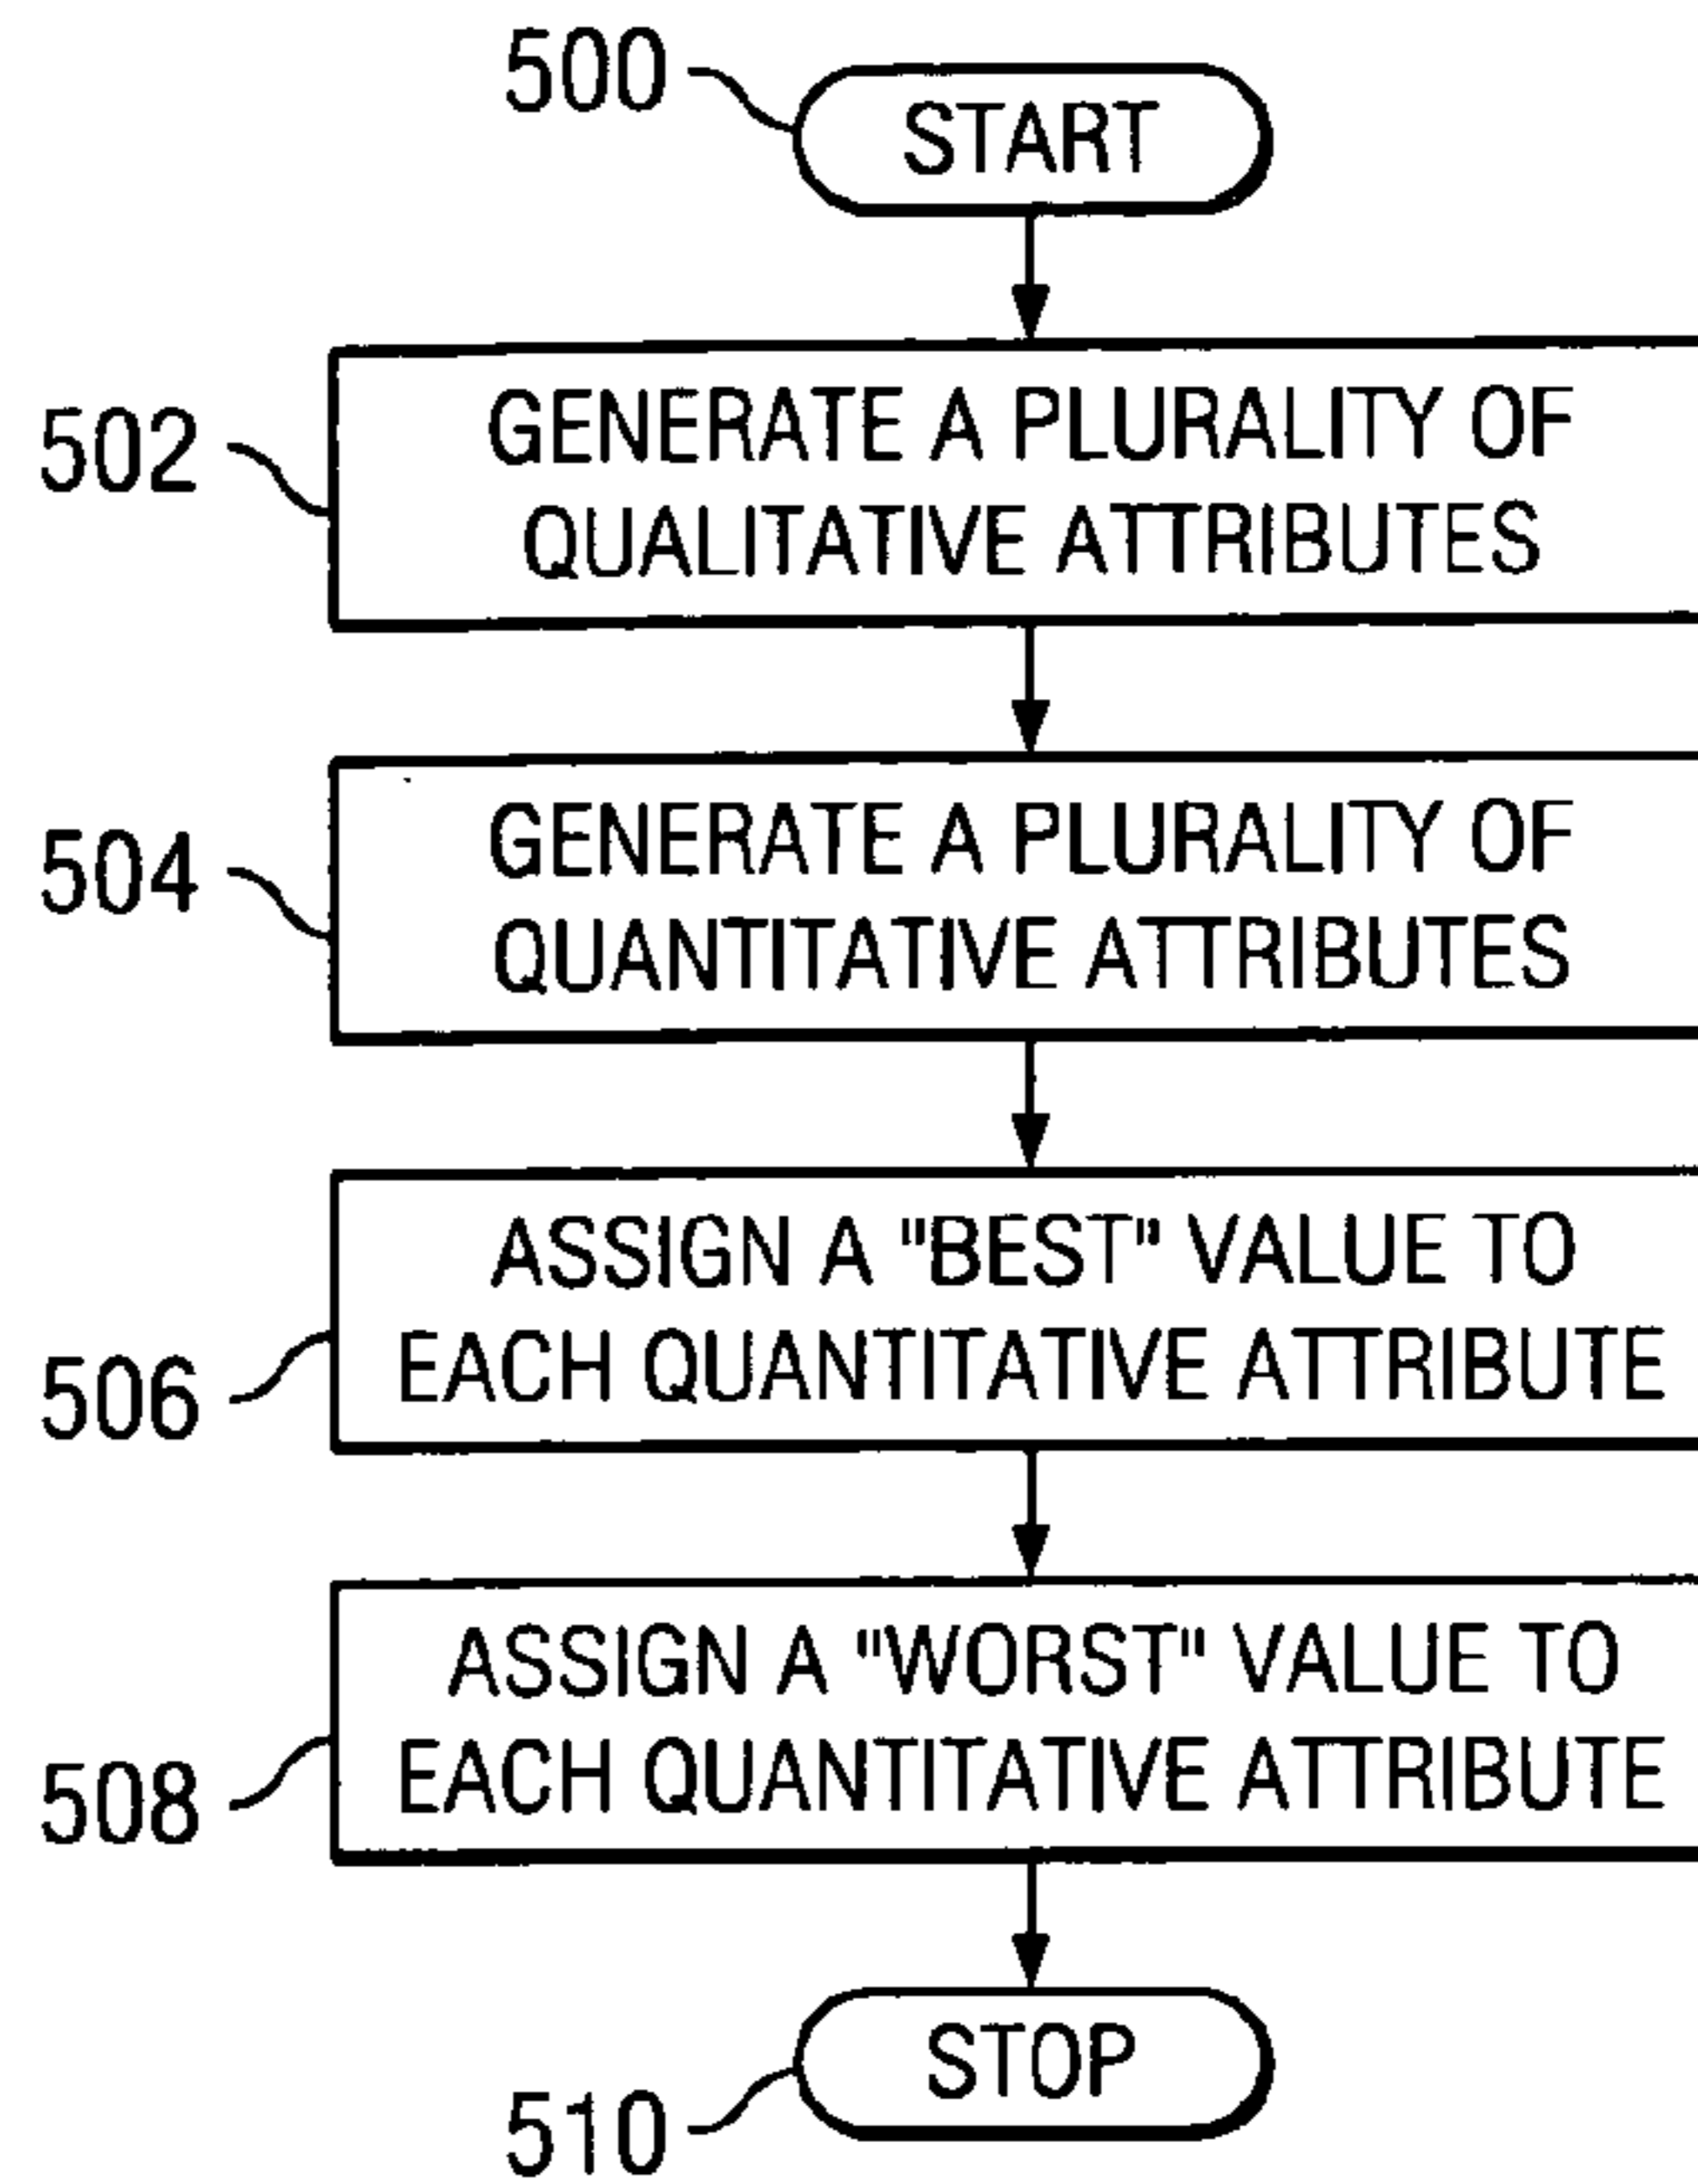 500
START
502
GENERATE A PLURALITY OF
QUALITATIVE ATTRIBUTES
504
GENERATE A PLURALITY OF
QUANTITATIVE ATTRIBUTES
506
ASSIGN A "BEST" VALUE TO
EACH QUANTITATIVE ATTRIBUTE
508
ASSIGN A "WORST" VALUE TO
EACH QUANTITATIVE ATTRIBUTE
STOP
510